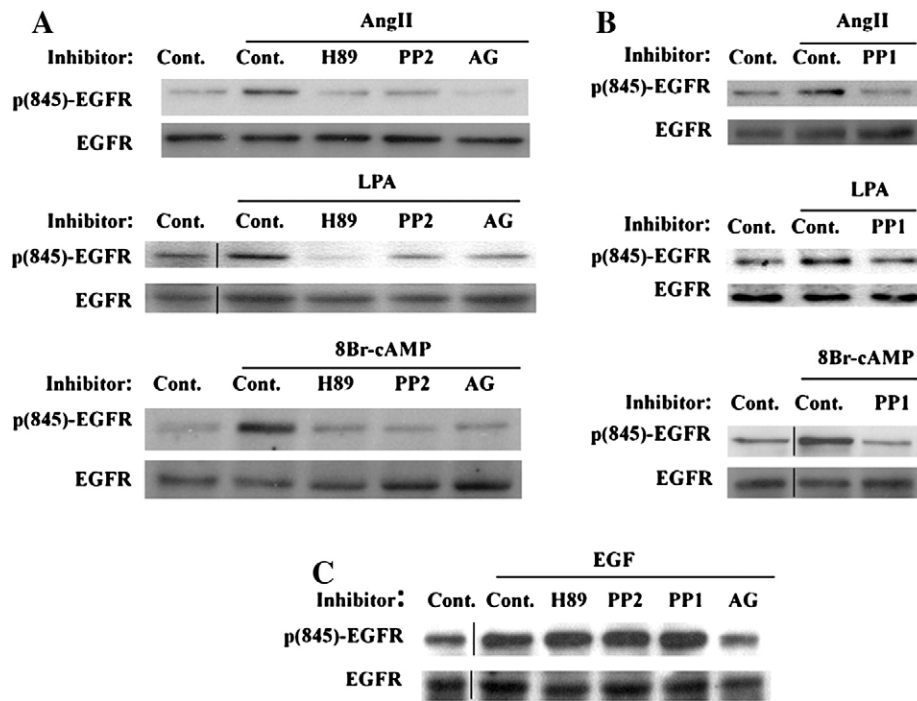 A
AngII
Inhibitor: Cont. Cont. H89 PP2 AG
p(845)-EGFR
EGFR
LPA
Inhibitor: Cont. Cont. H89 PP2 AG
p(845)-EGFR
EGFR
8Br-cAMP
Inhibitor: Cont. Cont. H89 PP2 AG
p(845)-EGFR
EGFR
B
AngII
Inhibitor: Cont. Cont. PP1
p(845)-EGFR
EGFR
LPA
Inhibitor: Cont. Cont. PP1
p(845)-EGFR
EGFR
8Br-cAMP
Inhibitor: Cont. Cont. PP1
p(845)-EGFR
EGFR
C
EGF
Inhibitor: Cont. Cont. H89 PP2 PP1 AG
p(845)-EGFR
EGFR